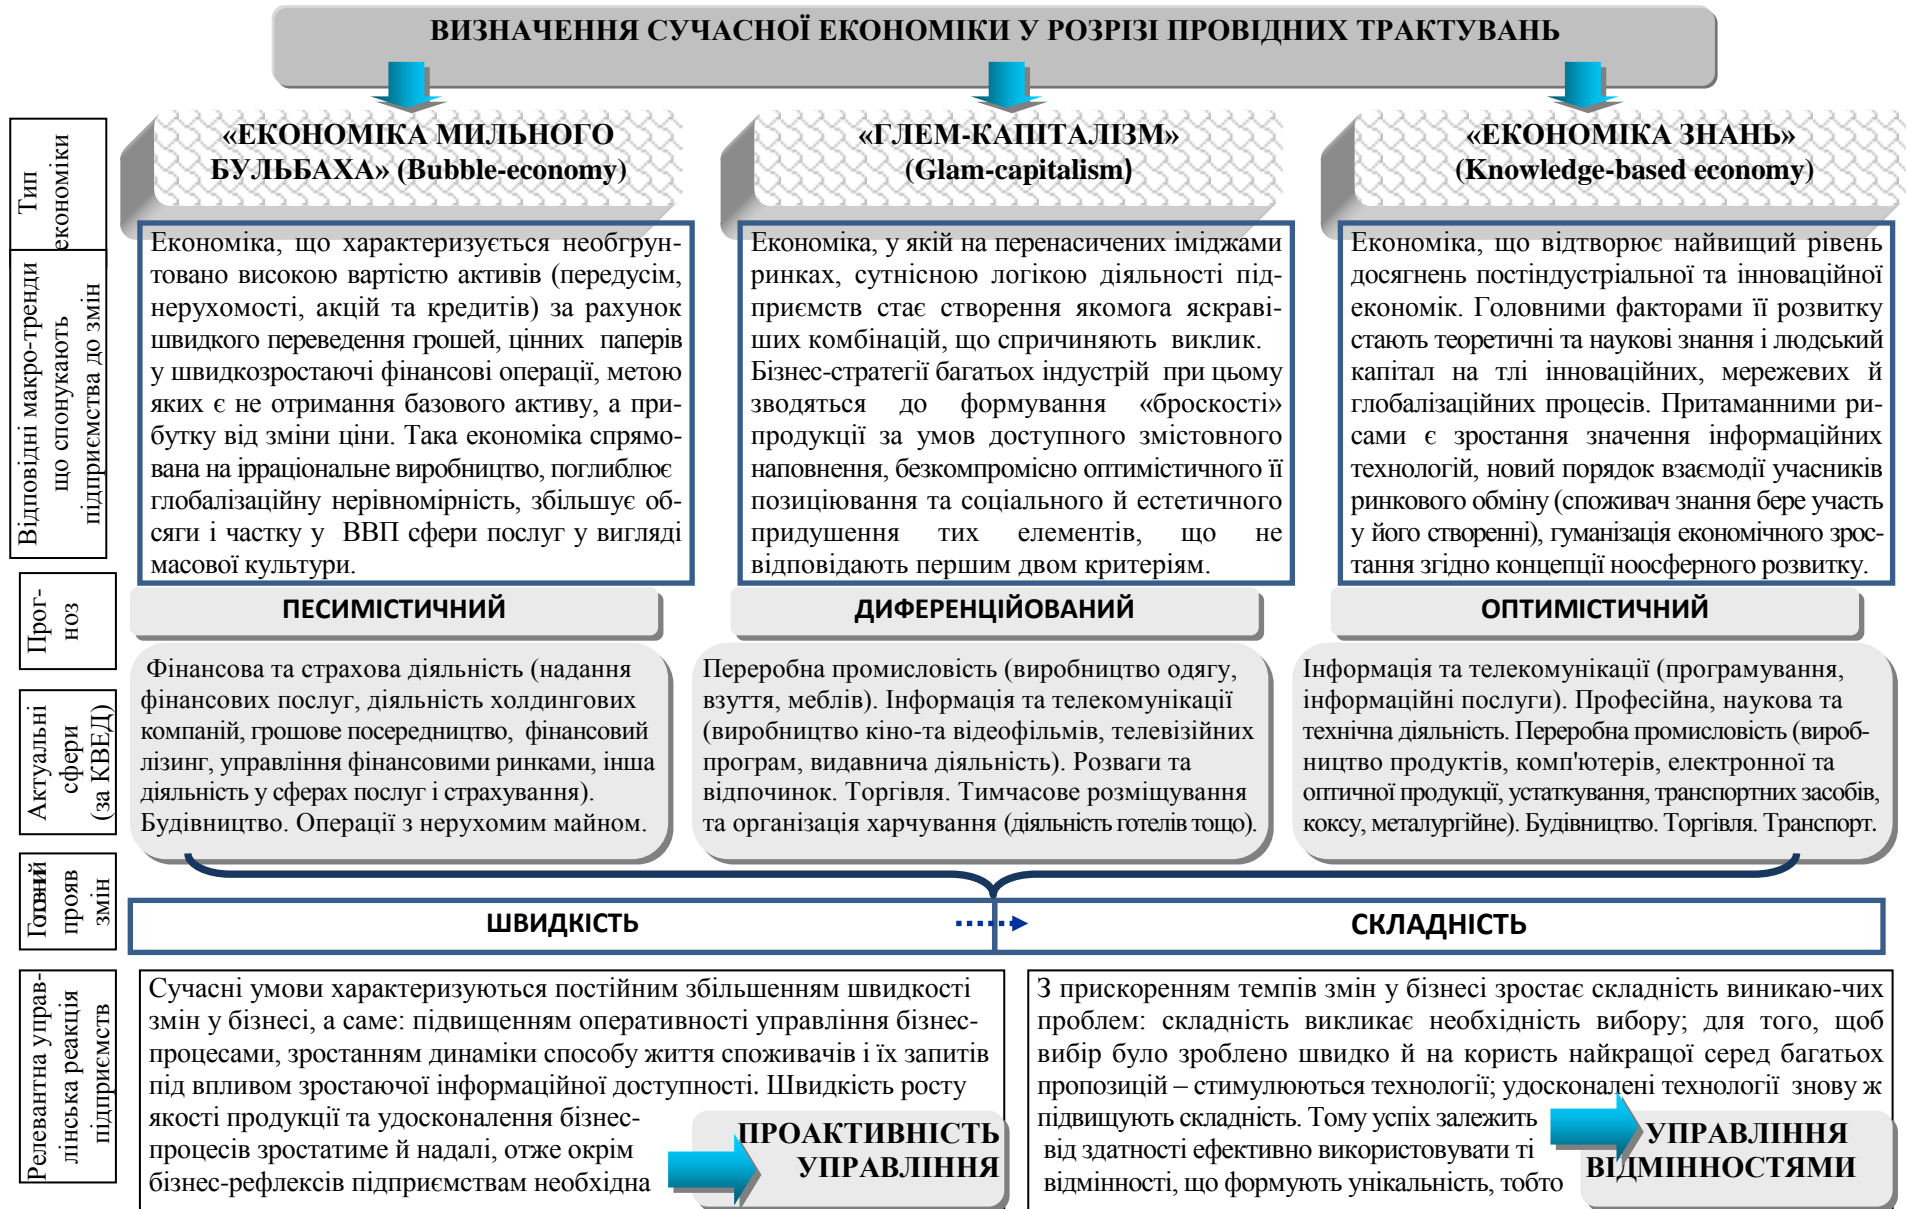 ВИЗНАЧЕННЯ СУЧАСНОЇ ЕКОНОМІКИ У РОЗРІЗІ ПРОВІДНИХ ТРАКТУВАНЬ
Тип
економіки
«ЕКОНОМІКА МИЛЬНОГО
БУЛЬБАХА» (Bubble-economy)
«ГЛЕМ-КАПІТАЛІЗМ»
(Glam-capitalism)
«ЕКОНОМІКА ЗНАНЬ»
(Knowledge-based economy)
Відповідні макро-тренди
що спонукають
підприємства до змін
Економіка, що характеризується необгрун-
товано високою вартістю активів (передусім,
нерухомості, акцій та кредитів) за рахунок
швидкого переведення грошей, цінних паперів
у швидкозростаючі фінансові операції, метою
яких є не отримання базового активу, а при-
бутку від зміни ціни. Така економіка спрямо-
вана на ірраціональне виробництво, поглиблює
глобалізаційну нерівномірність, збільшує об-
сяги і частку у ВВП сфери послуг у вигляді
масової культури.
Економіка, у якій на перенасичених іміджами
ринках, сутнісною логікою діяльності під-
приємств стає створення якомога яскраві-
ших комбінацій, що спричиняють виклик.
Бізнес-стратегії багатьох індустрій при цьому
зводяться до формування «броскості»
продукції за умов доступного змістовного
наповнення, безкомпромісно оптимістичного її
позиціювання та соціального й естетичного
придушення тих елементів, що не
відповідають першим двом критеріям.
Економіка, що відтворює найвищий рівень
досягнень постіндустріальної та інноваційної
економік. Головними факторами її розвитку
стають теоретичні та наукові знання і людський
капітал на тлі інноваційних, мережевих й
глобалізаційних процесів. Притаманними ри-
сами є зростання значення інформаційних
технологій, новий порядок взаємодії учасників
ринкового обміну (споживач знання бере участь
у його створенні), гуманізація економічного зрос-
тання згідно концепції ноосферного розвитку.
Прог-
ноз
ПЕСИМІСТИЧНИЙ
ДИФЕРЕНЦІЙОВАНИЙ
ОПТИМІСТИЧНИЙ
Актуальні
сфери
(за КВЕД)
Фінансова та страхова діяльність (надання
фінансових послуг, діяльність холдингових
компаній, грошове посередництво, фінансовий
лізинг, управління фінансовими ринками, інша
діяльність у сферах послуг і страхування).
Будівництво. Операції з нерухомим майном.
Переробна промисловість (виробництво одягу,
взуття, меблів). Інформація та телекомунікації
(виробництво кіно-та відеофільмів, телевізійних
програм, видавнича діяльність). Розваги та
відпочинок. Торгівля. Тимчасове розміщування
та організація харчування (діяльність готелів тощо).
Інформація та телекомунікації (програмування,
інформаційні послуги). Професійна, наукова та
технічна діяльність. Переробна промисловість (вироб-
ництво продуктів, комп'ютерів, електронної та
оптичної продукції, устаткування, транспортних засобів,
коксу, металургійне). Будівництво. Торгівля. Транспорт.
прояв
змін
ШВИДКІСТЬ
СКЛАДНІСТЬ
Релевантна управ-
лінська реакція
підприємств
Сучасні умови характеризуються постійним збільшенням швидкості
змін у бізнесі, а саме: підвищенням оперативності управління бізнес-
процесами, зростанням динаміки способу життя споживачів і їх запитів
під впливом зростаючої інформаційної доступності. Швидкість росту
якості продукції та удосконалення бізнес-
процесів зростатиме й надалі, отже окрім
бізнес-рефлексів підприємствам необхідна
ПРОАКТИВНІСТЬ
УПРАВЛІННЯ
З прискоренням темпів змін у бізнесі зростає складність виникаю-чих
проблем: складність викликає необхідність вибору; для того, щоб
вибір було зроблено швидко й на користь найкращої серед багатьох
пропозицій – стимулюються технології; удосконалені технології знову ж
підвищують складність. Тому успіх залежить
від здатності ефективно використовувати ті
відмінності, що формують унікальність, тобто
УПРАВЛІННЯ
ВІДМІННОСТЯМИ